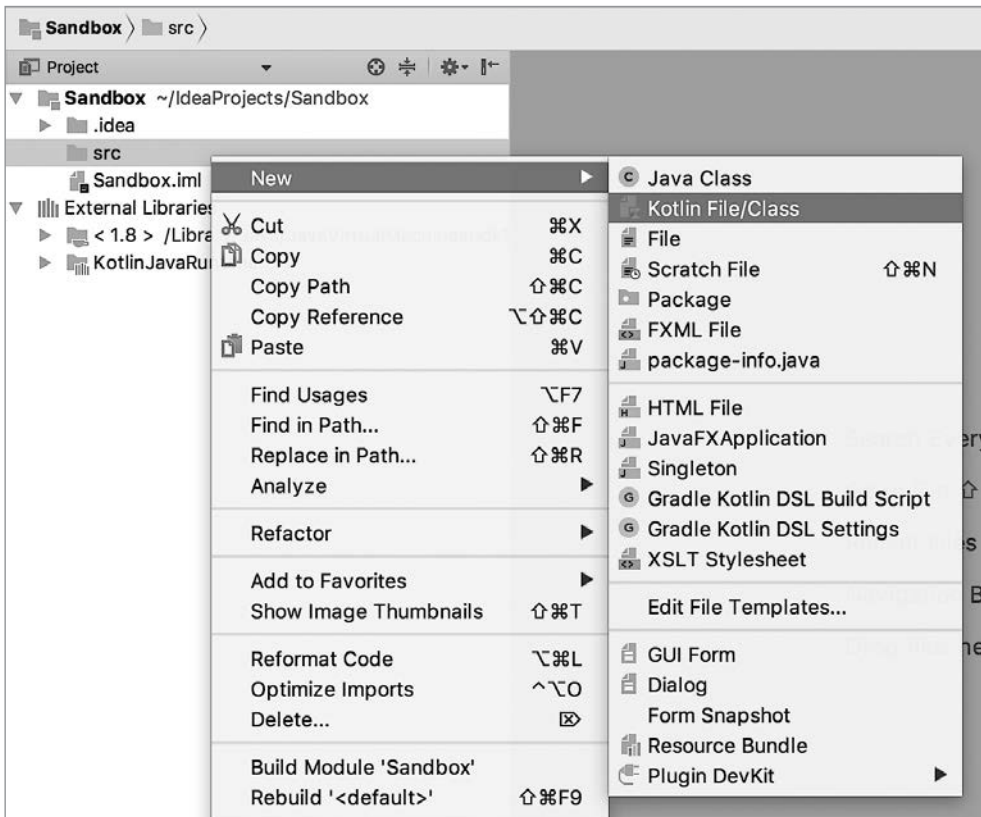 Sandbox 〉 src 〉
Project
Sandbox ~/IdeaProjects/Sandbox
.idea
src
Sandbox.iml
External Libraries
< 1.8 > /Libra
KotlinJavaRu
New
Cut ⌘X
Copy ⌘C
Copy Path ⇧⌘C
Copy Reference ⌥⇧⌘C
Paste ⌘V
Find Usages ⌥F7
Find in Path... ⇧⌘F
Replace in Path... ⇧⌘R
Analyze
Refactor
Add to Favorites
Show Image Thumbnails ⇧⌘T
Reformat Code ⌥⌘L
Optimize Imports ^⌥O
Delete... ⌦
Build Module 'Sandbox'
Rebuild '<default>' ⇧⌘F9
Java Class
Kotlin File/Class
File
Scratch File ⇧⌘N
Package
FXML File
package-info.java
HTML File
JavaFXApplication
Singleton
Gradle Kotlin DSL Build Script
Gradle Kotlin DSL Settings
XSLT Stylesheet
Edit File Templates...
GUI Form
Dialog
Form Snapshot
Resource Bundle
Plugin DevKit